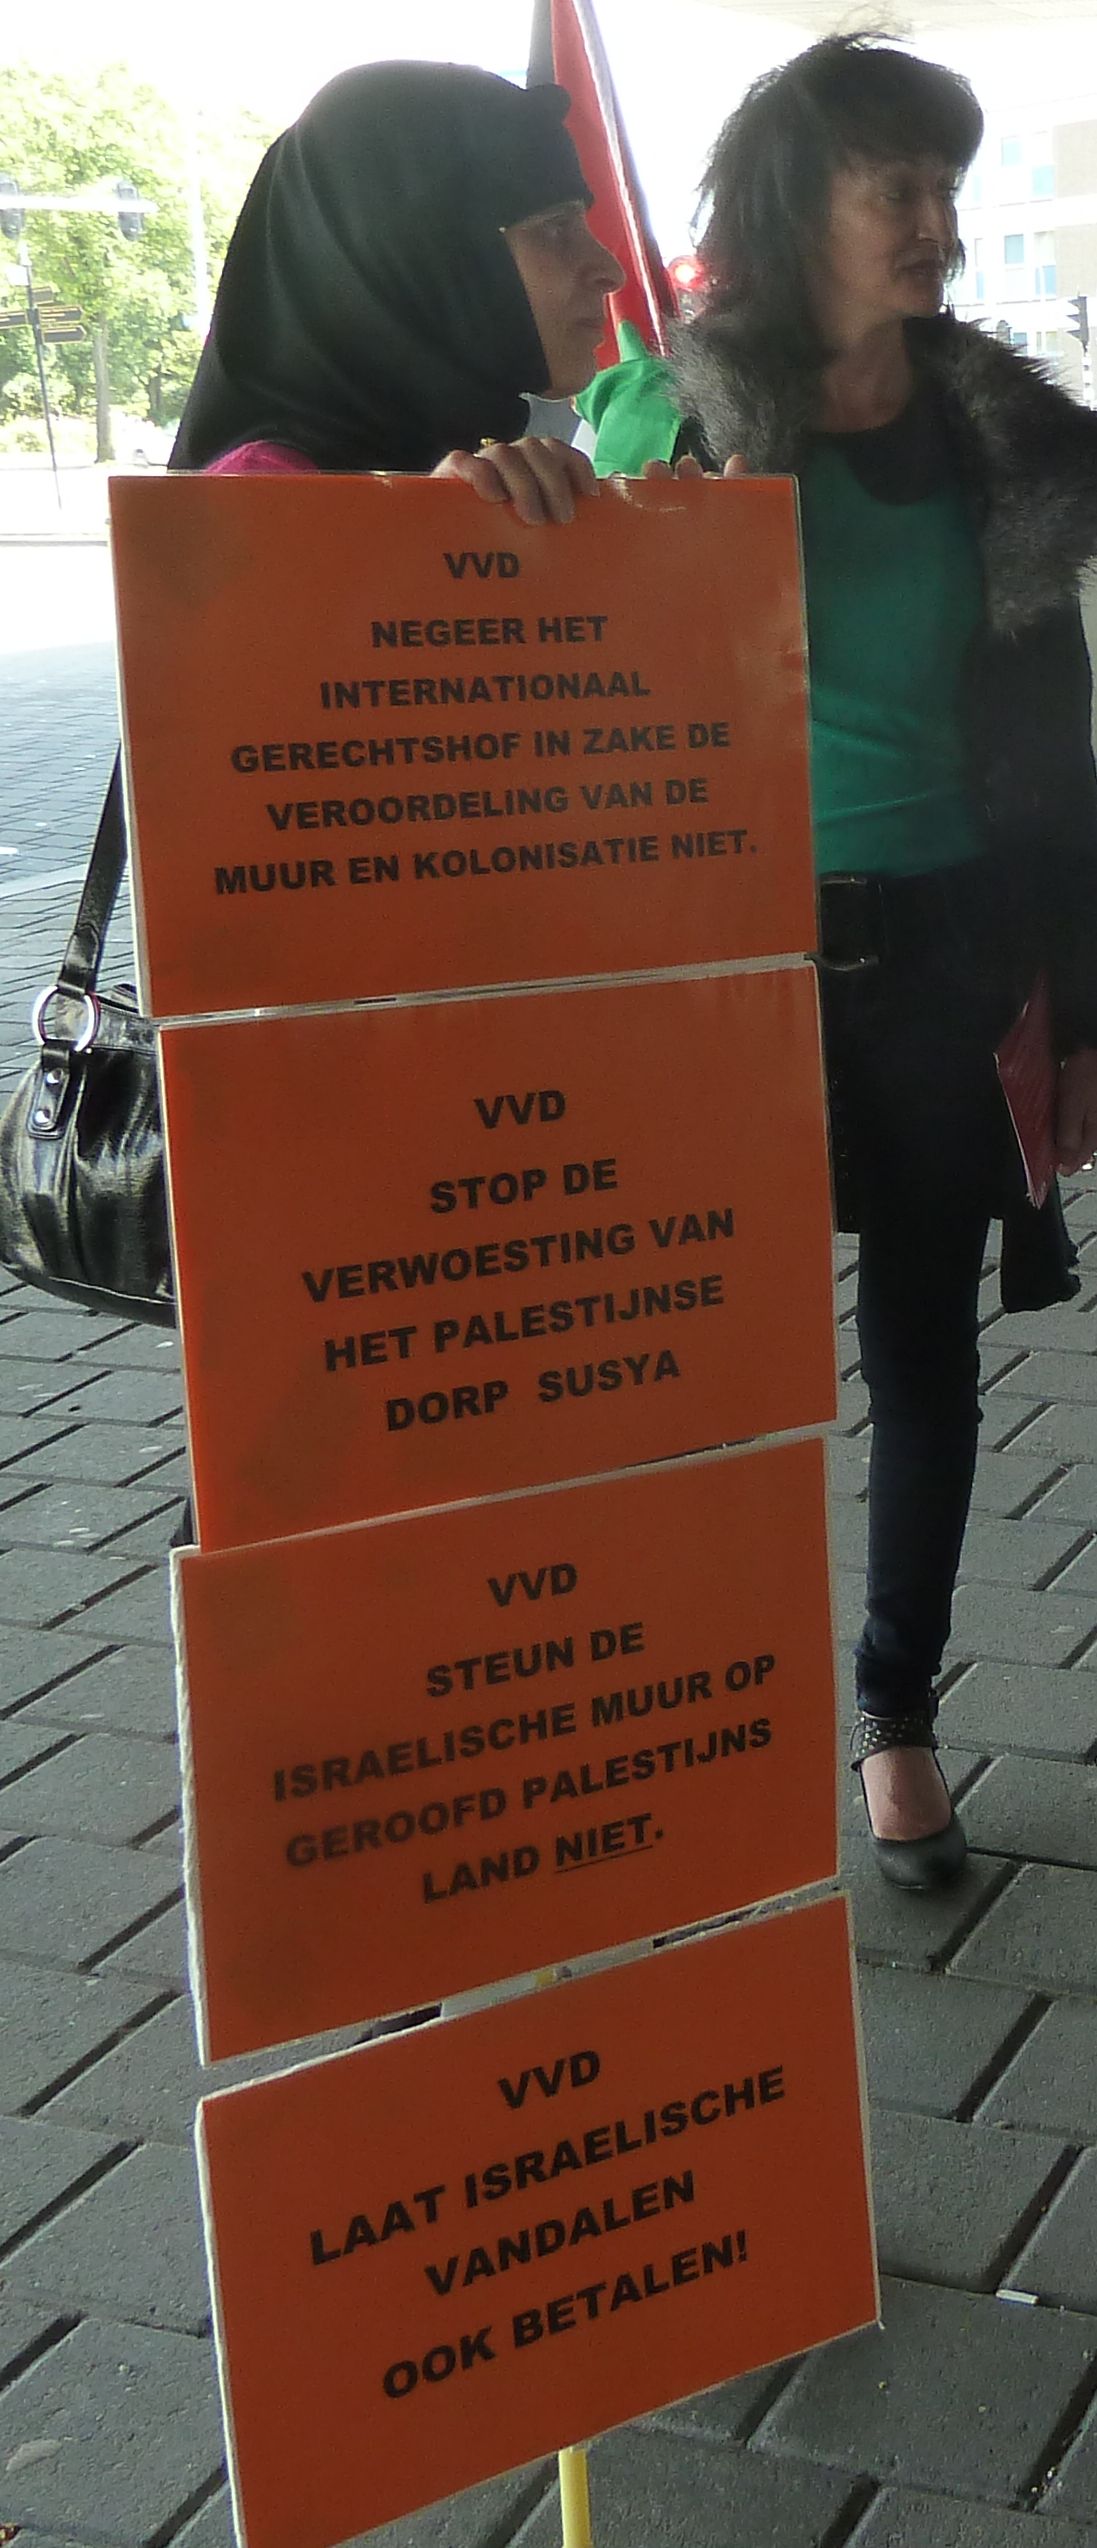 VVD
NEGEER HET
INTERNATIONAAL
GERECHTSHOF IN ZAKE DE
VEROORDELING VAN DE
MUUR EN KOLONISATIE NIET.
VVD
STOP DE
VERWOESTING VAN
HET PALESTIJNSE
DORP SUSYA
VVD
STEUN DE
ISRAELISCHE MUUR OP
GEROOFD PALESTIJNS
LAND NIET.
VVD
LAAT ISRAELISCHE
VANDALEN
OOK BETALEN!